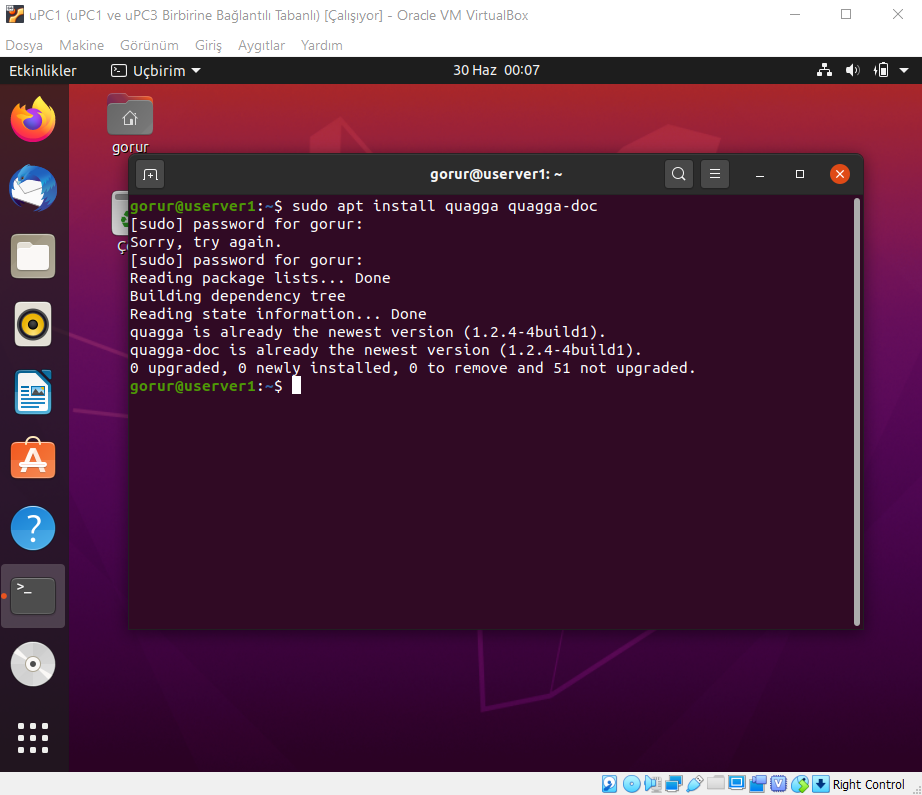 uPC1 (uPC1 ve uPC3 Birbirine Bağlantılı Tabanlı) [Çalışıyor] - Oracle VM VirtualBox
Dosya Makine Görünüm Giriş Aygıtlar Yardım
Etkinlikler Uçbirim 30 Haz 00:07
gorur
gorur@userver1: ~
gorur@userver1:~$ sudo apt install quagga quagga-doc
[sudo] password for gorur:
Sorry, try again.
[sudo] password for gorur:
Reading package lists... Done
Building dependency tree
Reading state information... Done
quagga is already the newest version (1.2.4-4build1).
quagga-doc is already the newest version (1.2.4-4build1).
0 upgraded, 0 newly installed, 0 to remove and 51 not upgraded.
gorur@userver1:~$
Right Control